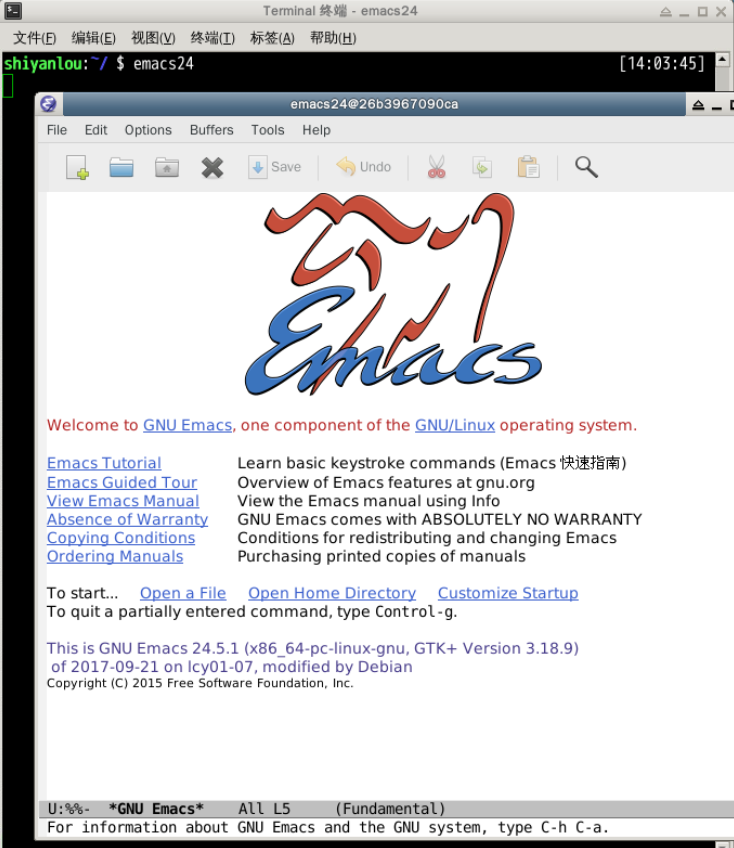 Terminal 终端 - emacs24
文件(F) 编辑(E) 视图(V) 终端(T) 标签(A) 帮助(H)
shiyanlou:~/ $ emacs24 [14:03:45]
emacs24@26b3967090ca
File Edit Options Buffers Tools Help
Save Undo
Emacs
Welcome to GNU Emacs, one component of the GNU/Linux operating system.
Emacs Tutorial Learn basic keystroke commands (Emacs 快速指南)
Emacs Guided Tour Overview of Emacs features at gnu.org
View Emacs Manual View the Emacs manual using Info
Absence of Warranty GNU Emacs comes with ABSOLUTELY NO WARRANTY
Copying Conditions Conditions for redistributing and changing Emacs
Ordering Manuals Purchasing printed copies of manuals
To start... Open a File Open Home Directory Customize Startup
To quit a partially entered command, type Control-g.
This is GNU Emacs 24.5.1 (x86_64-pc-linux-gnu, GTK+ Version 3.18.9)
of 2017-09-21 on lcy01-07, modified by Debian
Copyright (C) 2015 Free Software Foundation, Inc.
U:%%- *GNU Emacs* All L5 (Fundamental)
For information about GNU Emacs and the GNU system, type C-h C-a.